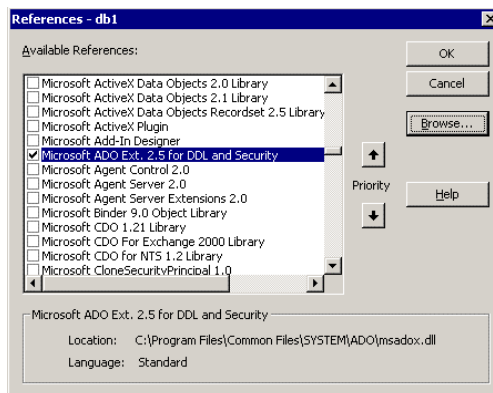 References - db1
Available References:
Microsoft ActiveX Data Objects 2.0 Library
Microsoft ActiveX Data Objects 2.1 Library
Microsoft ActiveX Data Objects Recordset 2.5 Library
Microsoft ActiveX Plugin
Microsoft Add-In Designer
Microsoft ADO Ext. 2.5 for DDL and Security
Microsoft Agent Control 2.0
Microsoft Agent Server 2.0
Microsoft Agent Server Extensions 2.0
Microsoft Binder 9.0 Object Library
Microsoft CDO 1.21 Library
Microsoft CDO For Exchange 2000 Library
Microsoft CDO for NTS 1.2 Library
Microsoft CloneSecurityPrincipal 1.0
Priority
OK
Cancel
Browse...
Help
Microsoft ADO Ext. 2.5 for DDL and Security
Location: C:\Program Files\Common Files\SYSTEM\ADO\msadox.dll
Language: Standard